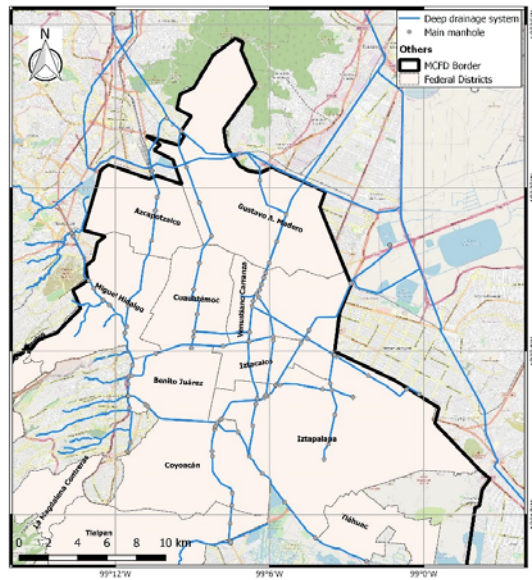 Deep drainage system
Main manhole
Others
MCFD Border
Federal Districts
N
Azcapotzalco
Gustavo A. Madero
Miguel Hidalgo
Cuauhtémoc
Venustiano Carranza
Iztacalco
Benito Juárez
Iztapalapa
Coyoacán
La Magdalena Contreras
Tláhuac
Tlalpan
0 2 4 6 8 10 km
99°12'W 99°6'W 99°0'W